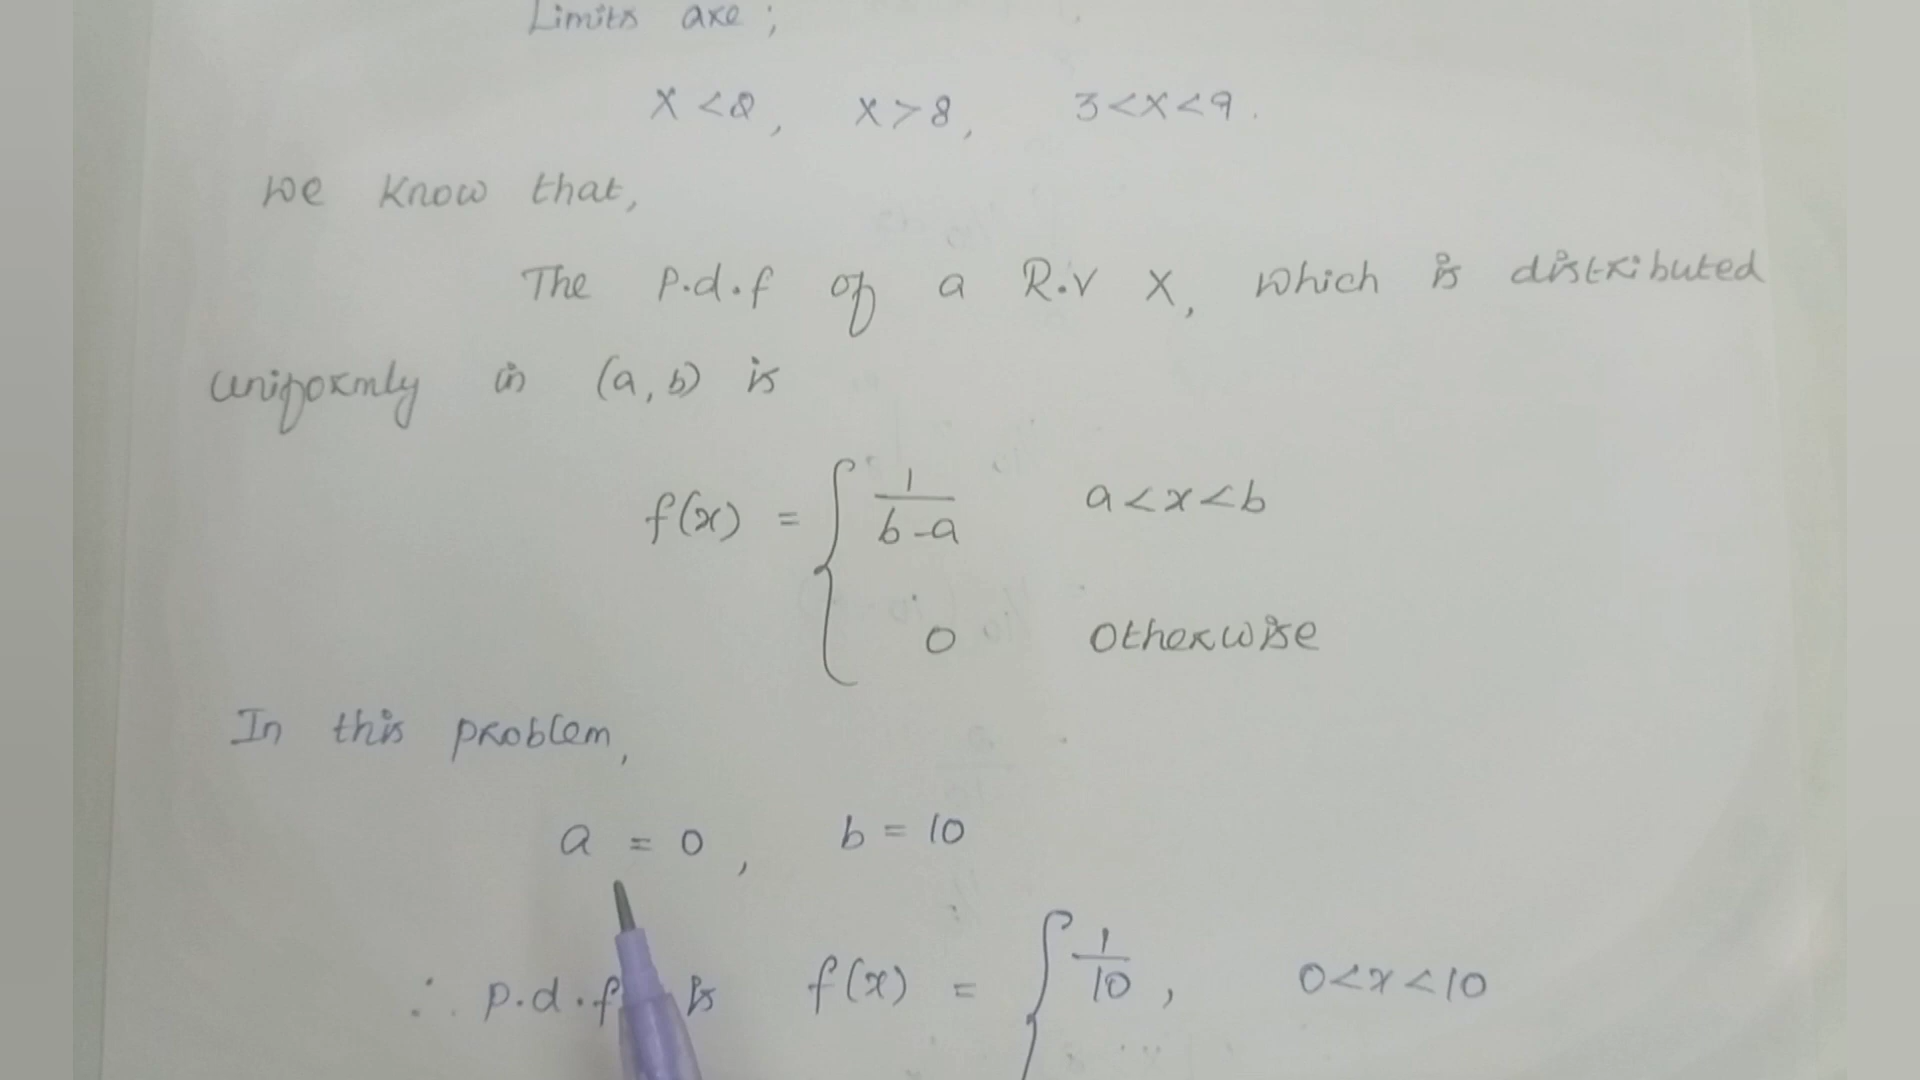 Limits are;
X < 8, X > 8, 3 < X < 9.
We know that,
The P.d.f of a R.V X, which is distributed
uniformly in (a, b) is
f(x) = { 1/(b-a)  a < x < b
0  otherwise
In this problem,
a = 0, b = 10
∴ p.d.f is f(x) = { 1/10, 0 < x < 10